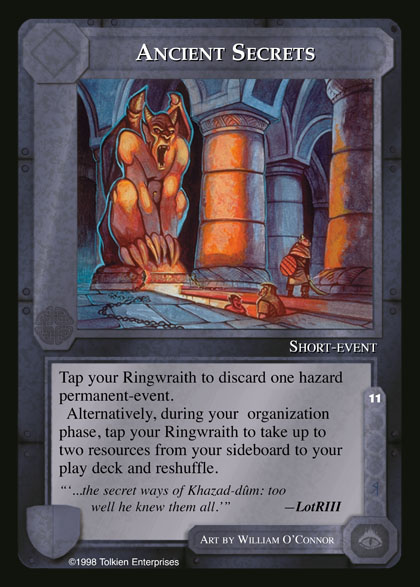 Ancient Secrets
Short-event
Tap your Ringwraith to discard one hazard
permanent-event.
Alternatively, during your organization
phase, tap your Ringwraith to take up to
two resources from your sideboard to your
play deck and reshuffle.
“‘...the secret ways of Khazad-dûm: too
well he knew them all.’” —LotRIII
11
Art by William O’Connor
©1998 Tolkien Enterprises